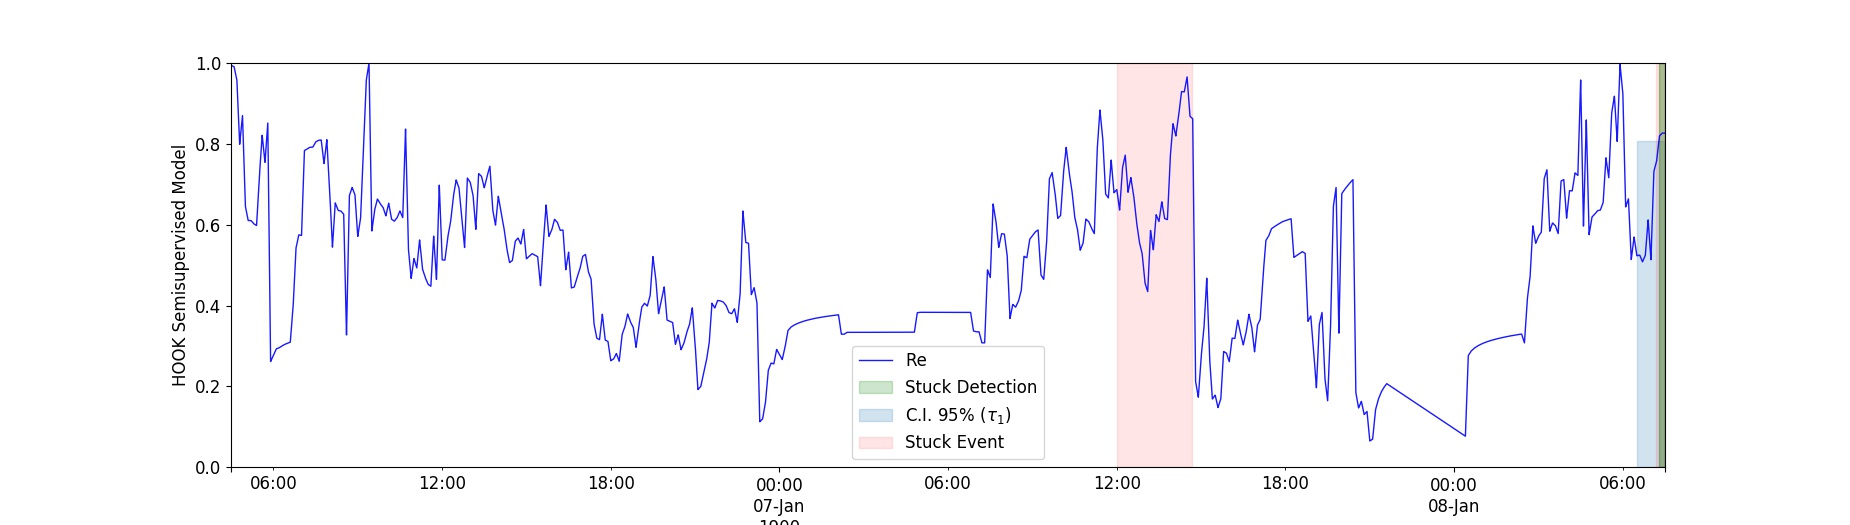 HOOK Semisupervised Model
1.0
0.8
0.6
0.4
0.2
0.0
Re
Stuck Detection
C.I. 95% (τ₁)
Stuck Event
06:00 12:00 18:00 00:00 06:00 12:00 18:00 00:00 06:00
07-Jan 08-Jan